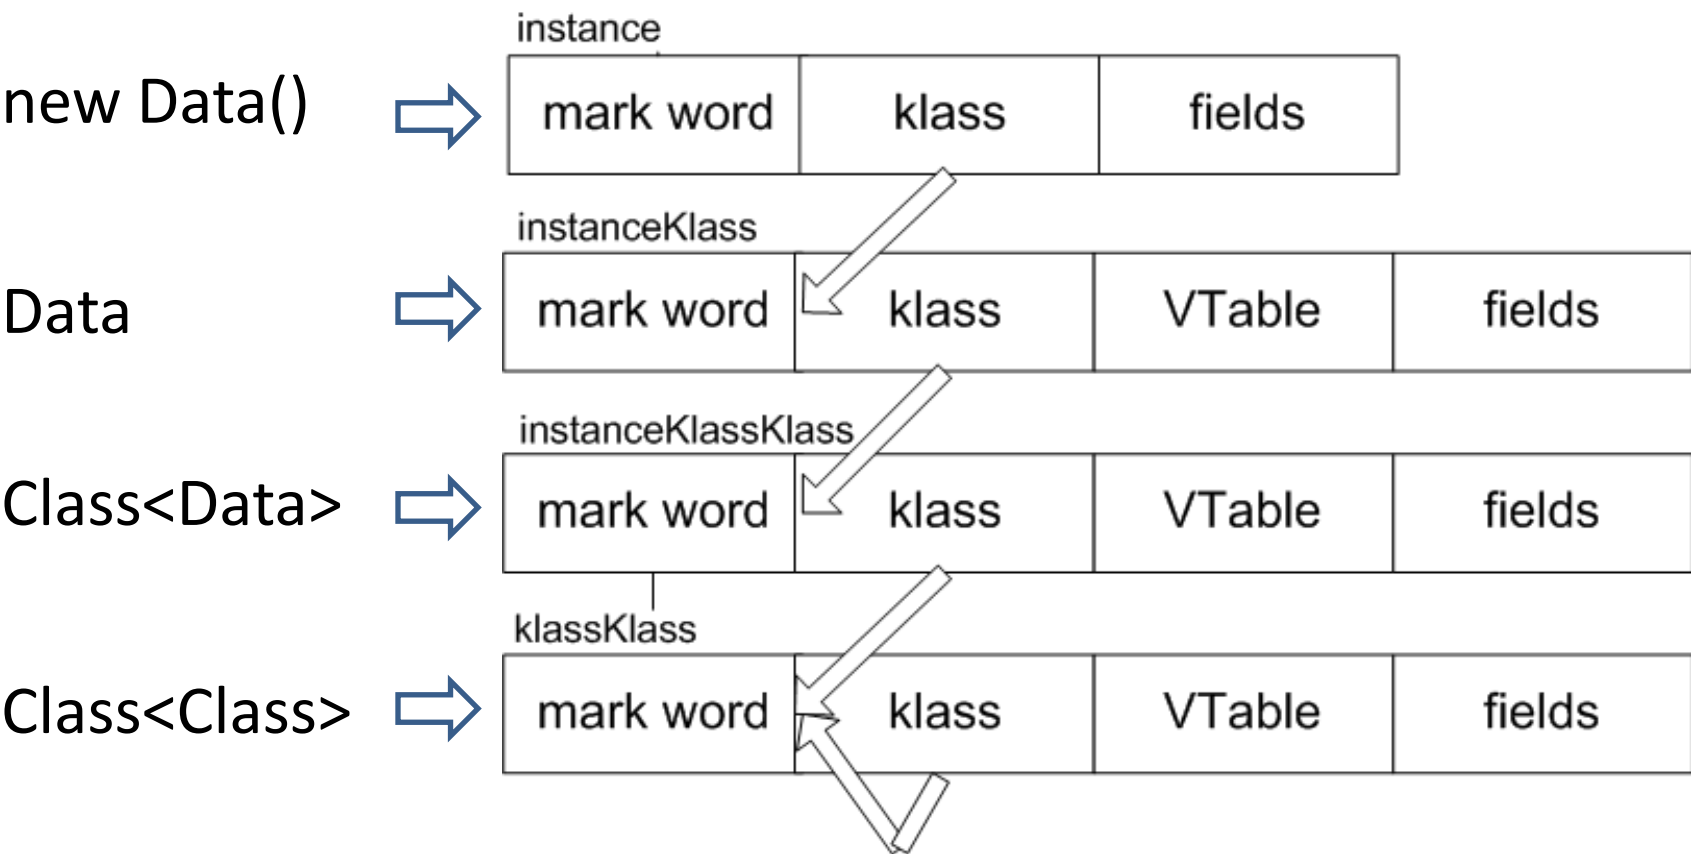 instance
new Data() mark word klass fields
instanceKlass
Data mark word klass VTable fields
instanceKlassKlass
Class<Data> mark word klass VTable fields
klassKlass
Class<Class> mark word klass VTable fields